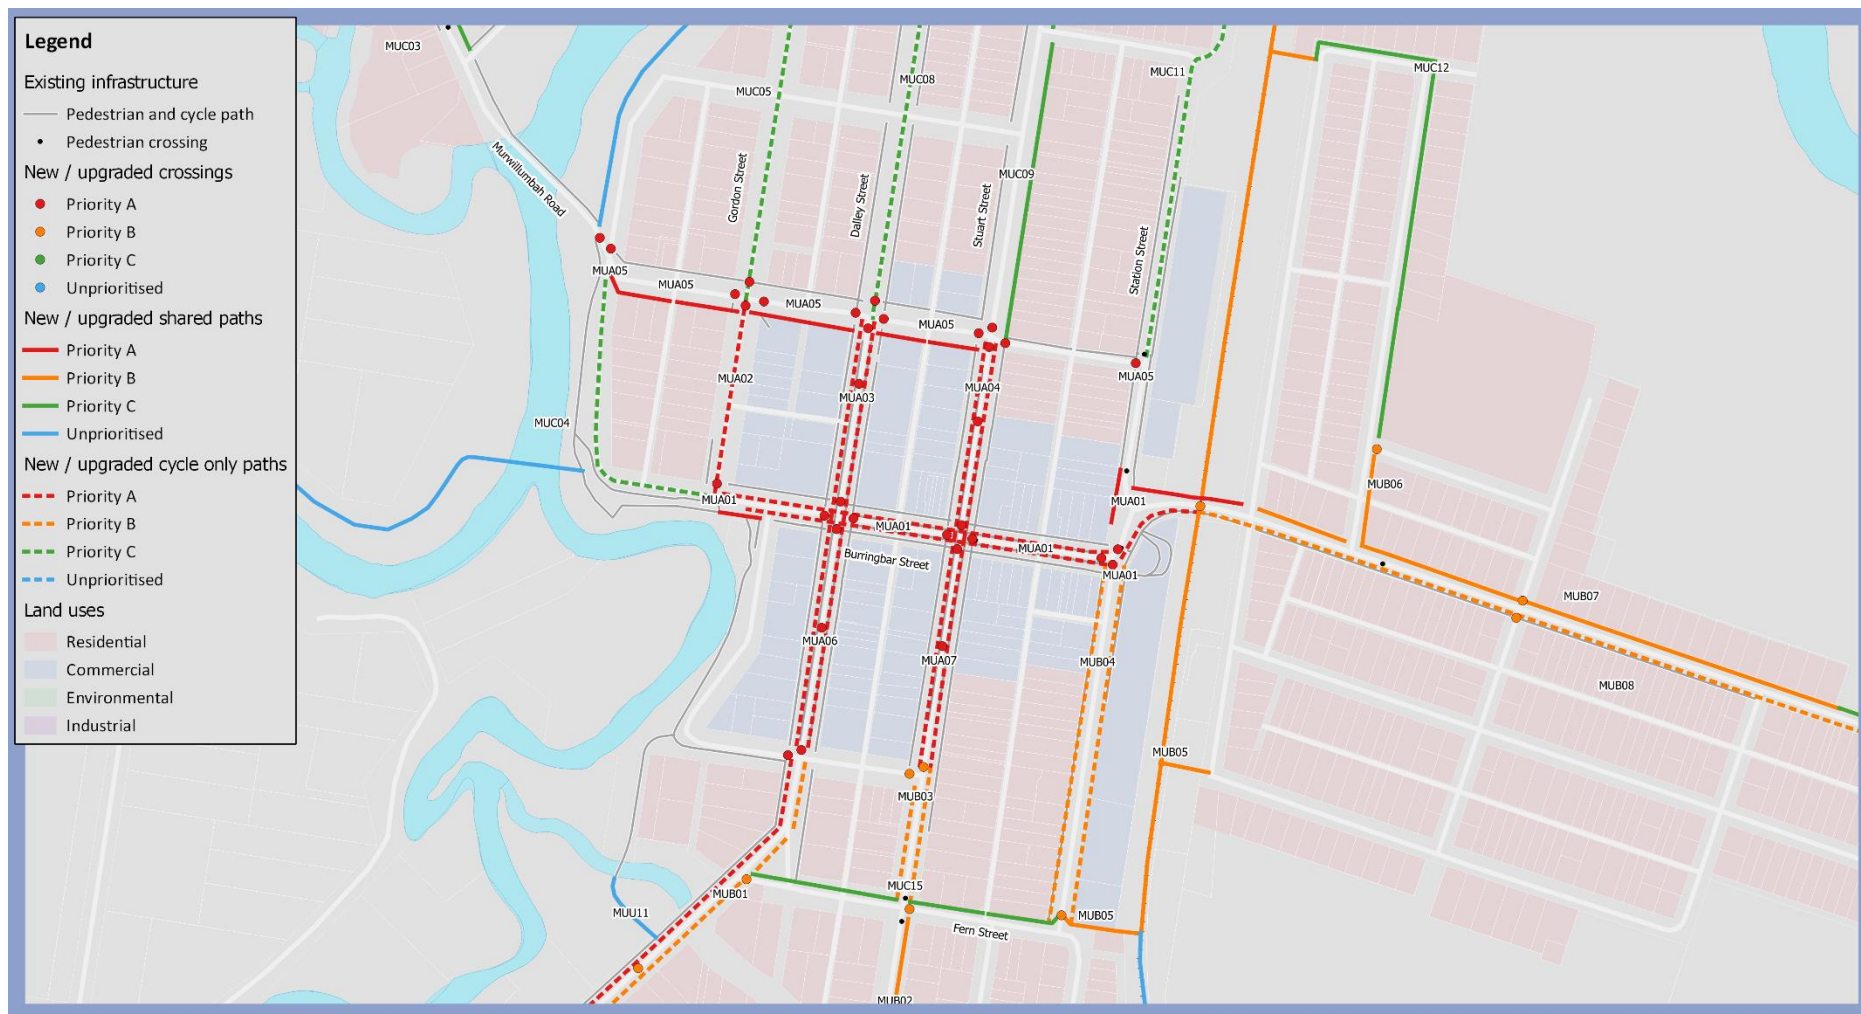 Legend
Existing infrastructure
Pedestrian and cycle path
Pedestrian crossing
New / upgraded crossings
Priority A
Priority B
Priority C
Unprioritised
New / upgraded shared paths
Priority A
Priority B
Priority C
Unprioritised
New / upgraded cycle only paths
Priority A
Priority B
Priority C
Unprioritised
Land uses
Residential
Commercial
Environmental
Industrial
MUC03
MUC05
MUC08
MUC11
MUC12
Murwillumbah Road
Gordon Street
Dalley Street
Stuart Street
MUC09
Station Street
MUA05
MUA05
MUA05
MUA05
MUA05
MUA02
MUA03
MUA04
MUC04
MUA01
MUA01
MUA01
MUA01
MUA01
Burringbar Street
MUB06
MUB07
MUB08
MUA06
MUA07
MUB04
MUB05
MUB03
MUB01
MUC15
MUU11
MUB05
Fern Street
MUB02